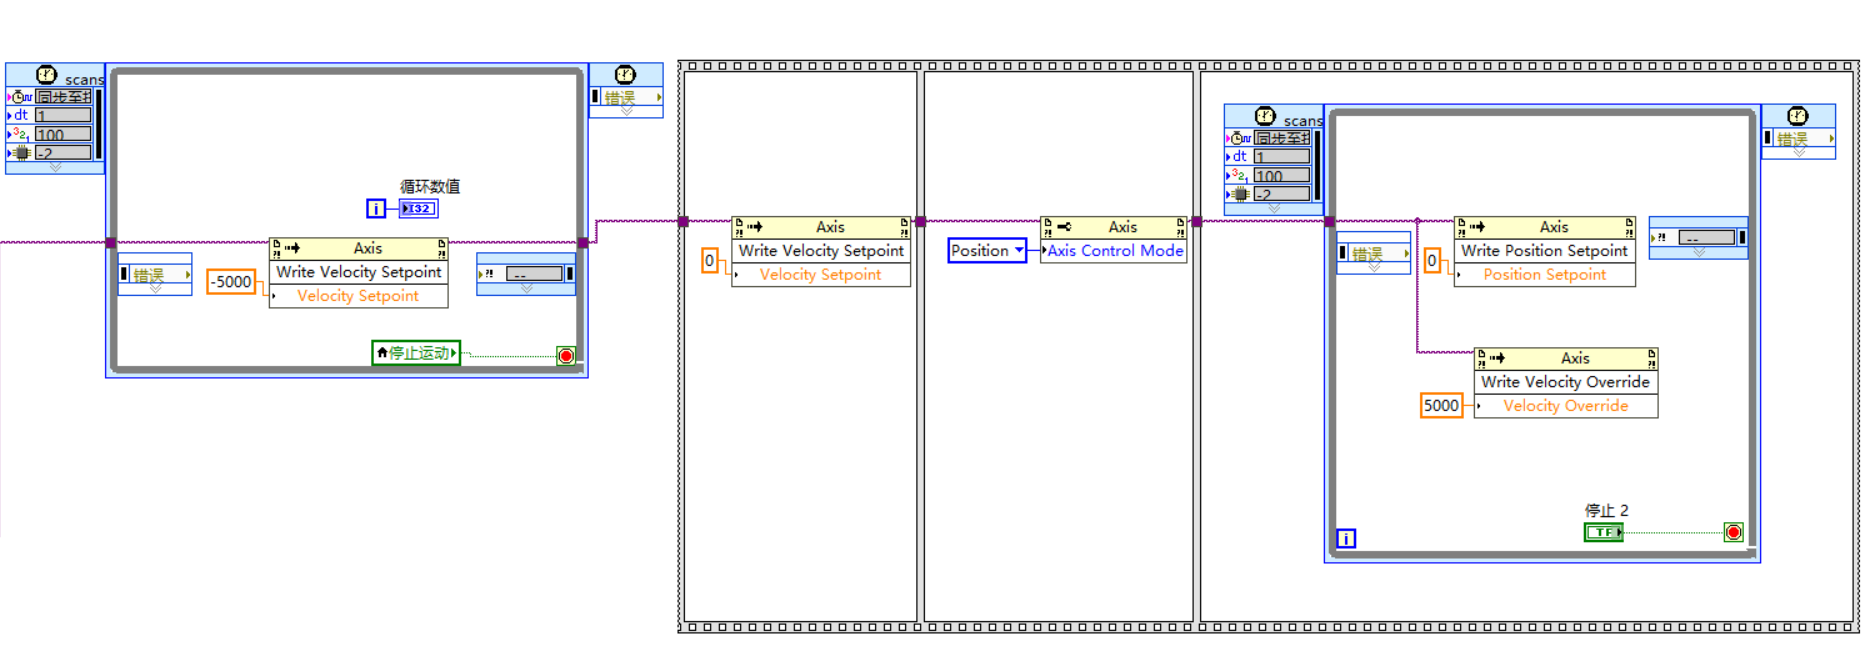 scans
同步至扫
dt 1
100
-2
错误
循环数值
i
I32
Axis
Write Velocity Setpoint
Velocity Setpoint
-5000
错误
--
停止运动
Axis
Write Velocity Setpoint
0
Velocity Setpoint
Axis
Position
Axis Control Mode
scans
同步至扫
dt 1
100
-2
错误
错误
Axis
Write Position Setpoint
0
Position Setpoint
--
Axis
Write Velocity Override
5000
Velocity Override
停止 2
TF
i